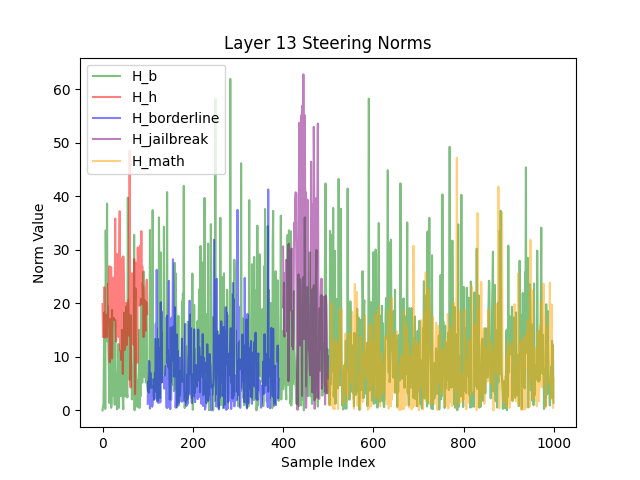 Layer 13 Steering Norms
Norm Value
60
50
40
30
20
10
0
H_b
H_h
H_borderline
H_jailbreak
H_math
0
200
400
600
800
1000
Sample Index